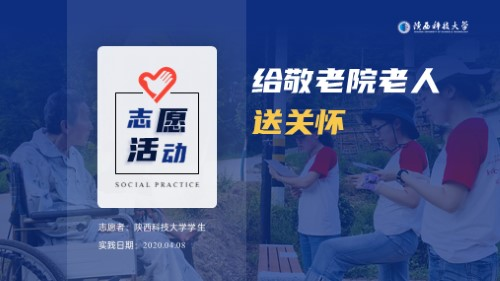 陕西科技大学
给敬老院老人
送关怀
志愿
活动
SOCIAL PRACTICE
志愿者：陕西科技大学学生
实践日期：2020.04.08